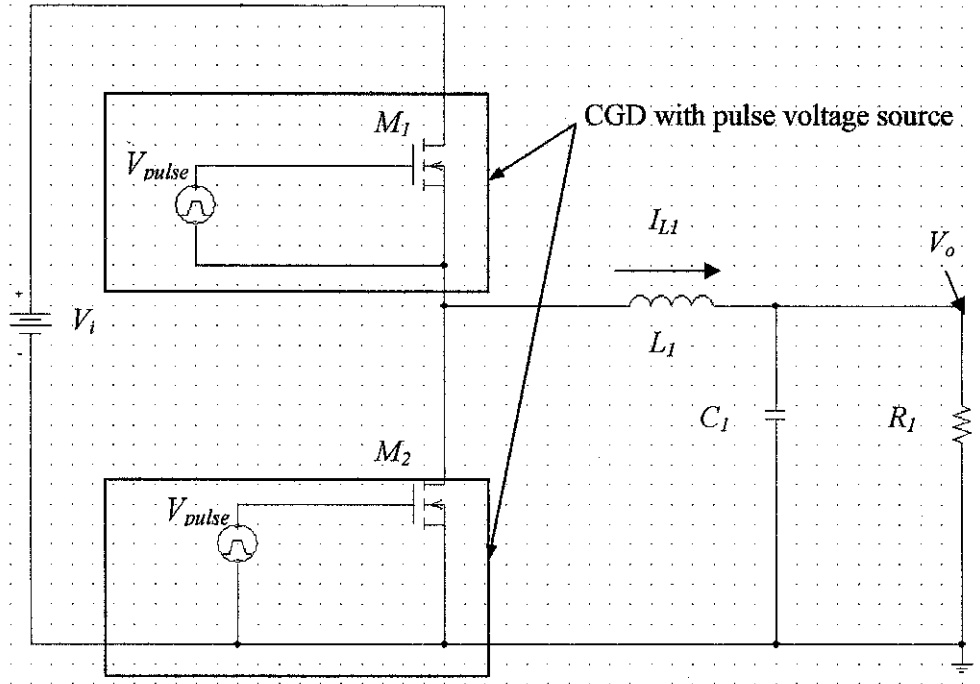 M1
CGD with pulse voltage source
Vpulse
IL1
Vo
+
Vi
-
L1
C1
R1
M2
Vpulse